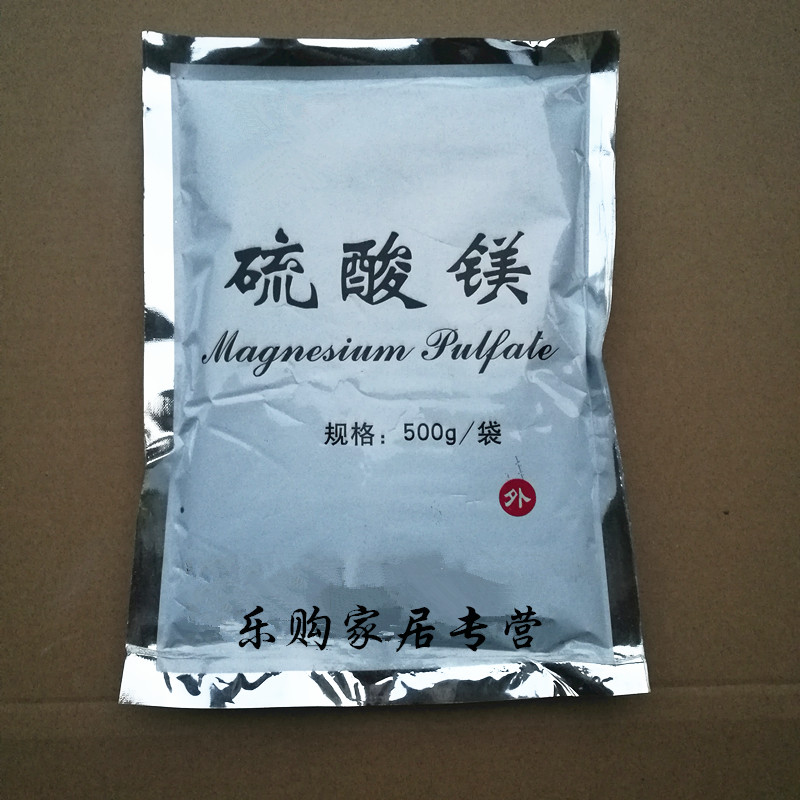 硫酸镁
Magnesium Pulfate
规格：500g/袋
外
乐购家居专营